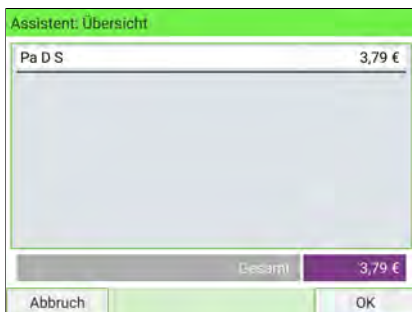 Assistent: Übersicht
Pa D S 3,79 €
Gesamt 3,79 €
Abbruch OK